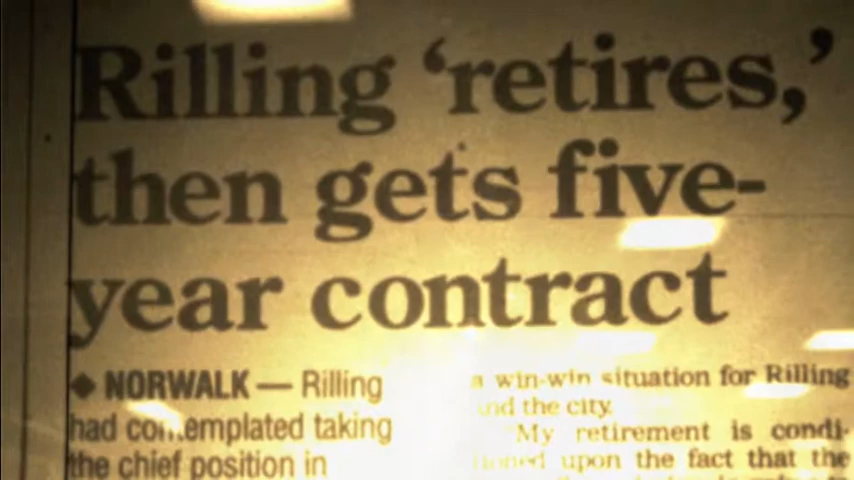 Rilling ‘retires,’
then gets five-
year contract
◆ NORWALK — Rilling
had contemplated taking
the chief position in
a win-win situation for Rilling
and the city.
"My retirement is condi-
tioned upon the fact that the